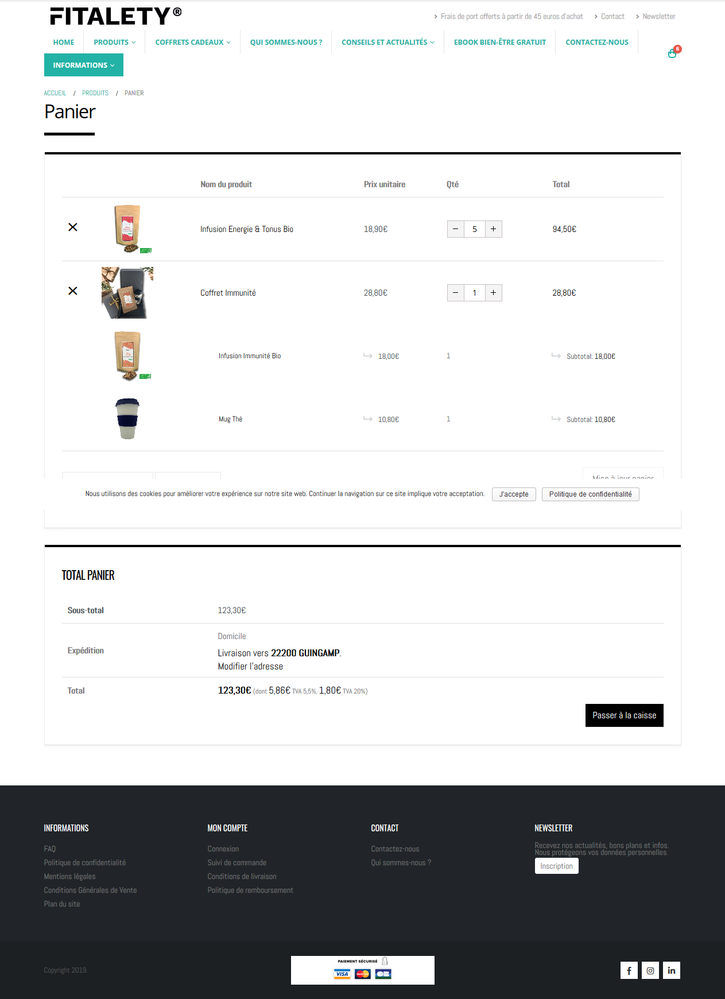 FITALETY®
Frais de port offerts à partir de 45 euros d'achat Contact Newsletter
HOME PRODUITS COFFRETS CADEAUX QUI SOMMES-NOUS ? CONSEILS ET ACTUALITÉS EBOOK BIEN-ÊTRE GRATUIT CONTACTEZ-NOUS
6
INFORMATIONS
ACCUEIL / PRODUITS / PANIER
Panier
Nom du produit Prix unitaire Qté Total
Infusion Energie & Tonus Bio 18,90€ − 5 + 94,50€
Coffret Immunité 28,80€ − 1 + 28,80€
Infusion Immunité Bio 18,00€ 1 Subtotal: 18,00€
Mug Thé 10,80€ 1 Subtotal: 10,80€
Mise à jour panier
Nous utilisons des cookies pour améliorer votre expérience sur notre site web. Continuer la navigation sur ce site implique votre acceptation. J'accepte Politique de confidentialité
TOTAL PANIER
Sous-total 123,30€
Expédition
Domicile
Livraison vers 22200 GUINGAMP.
Modifier l'adresse
Total 123,30€ (dont 5,86€ TVA 5,5%, 1,80€ TVA 20%)
Passer à la caisse
INFORMATIONS
FAQ
Politique de confidentialité
Mentions légales
Conditions Générales de Vente
Plan du site
MON COMPTE
Connexion
Suivi de commande
Conditions de livraison
Politique de remboursement
CONTACT
Contactez-nous
Qui sommes-nous ?
NEWSLETTER
Recevez nos actualités, bons plans et infos.
Nous protégeons vos données personnelles.
Inscription
Copyright 2019.
PAIEMENT SÉCURISÉ
VISA MasterCard CB